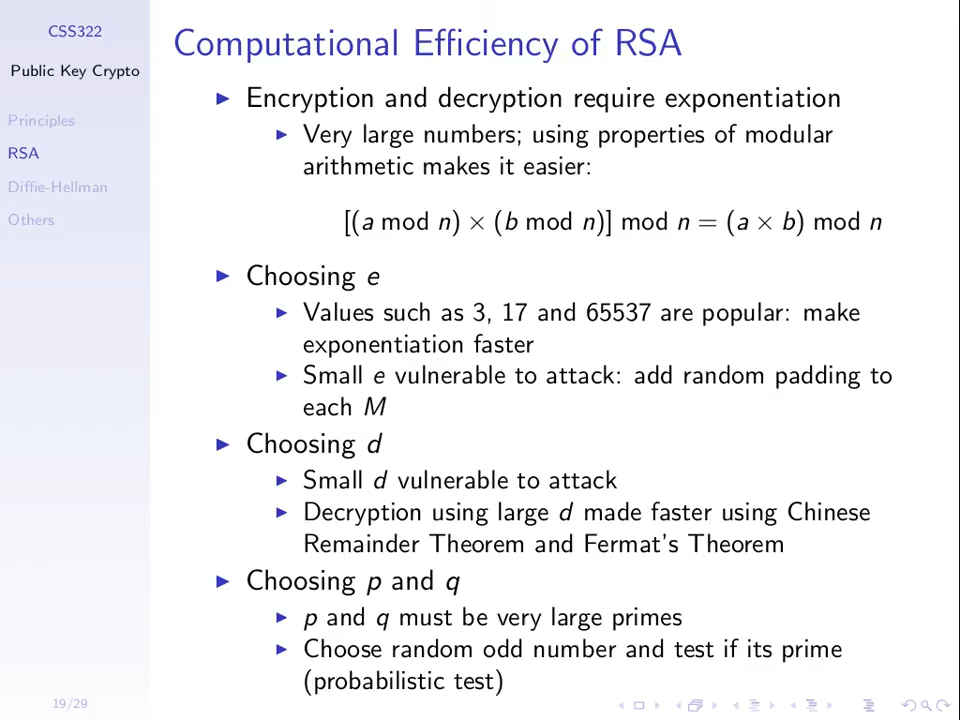 CSS322
Public Key Crypto
Principles
RSA
Diffie-Hellman
Others
Computational Efficiency of RSA
Encryption and decryption require exponentiation
Very large numbers; using properties of modular
arithmetic makes it easier:
[(a mod n) × (b mod n)] mod n = (a × b) mod n
Choosing e
Values such as 3, 17 and 65537 are popular: make
exponentiation faster
Small e vulnerable to attack: add random padding to
each M
Choosing d
Small d vulnerable to attack
Decryption using large d made faster using Chinese
Remainder Theorem and Fermat's Theorem
Choosing p and q
p and q must be very large primes
Choose random odd number and test if its prime
(probabilistic test)
19/29